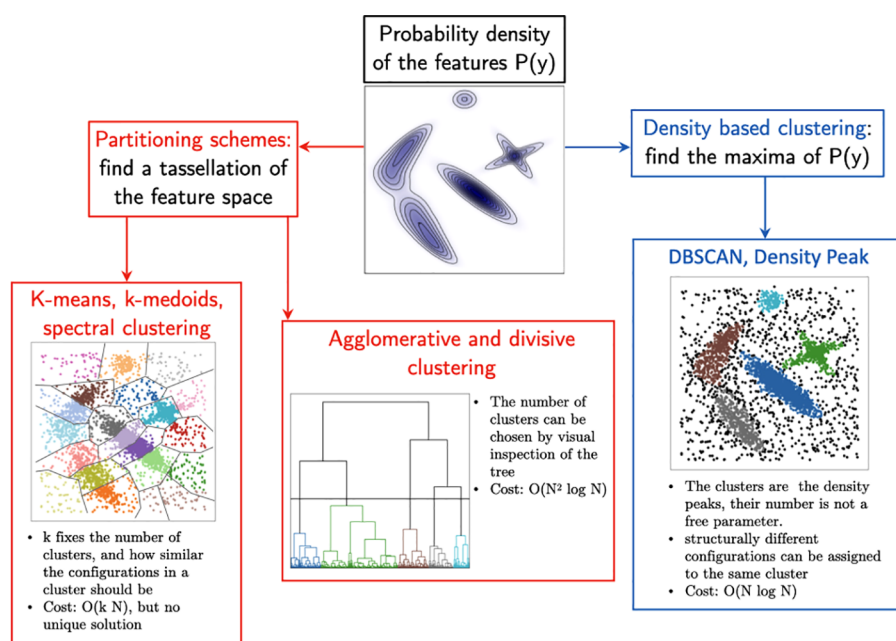 Probability density
of the features P(y)
Partitioning schemes:
find a tassellation of
the feature space
Density based clustering:
find the maxima of P(y)
K-means, k-medoids,
spectral clustering
• k fixes the number of
clusters, and how similar
the configurations in a
cluster should be
• Cost: O(k N), but no
unique solution
Agglomerative and divisive
clustering
• The number of
clusters can be
chosen by visual
inspection of the
tree
• Cost: O(N² log N)
DBSCAN, Density Peak
• The clusters are the density
peaks, their number is not a
free parameter.
• structurally different
configurations can be assigned
to the same cluster
• Cost: O(N log N)